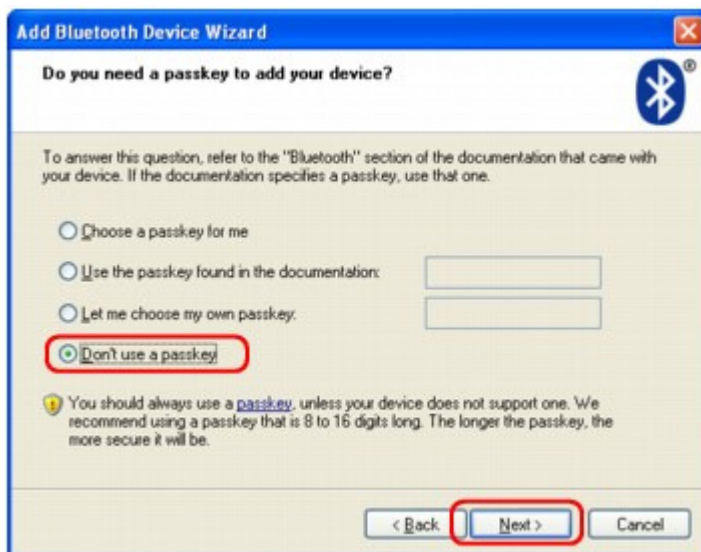 Add Bluetooth Device Wizard
Do you need a passkey to add your device?
®
To answer this question, refer to the "Bluetooth" section of the documentation that came with
your device. If the documentation specifies a passkey, use that one.
Choose a passkey for me
Use the passkey found in the documentation:
Let me choose my own passkey:
Don't use a passkey
You should always use a passkey, unless your device does not support one. We
recommend using a passkey that is 8 to 16 digits long. The longer the passkey, the
more secure it will be.
< Back Next > Cancel